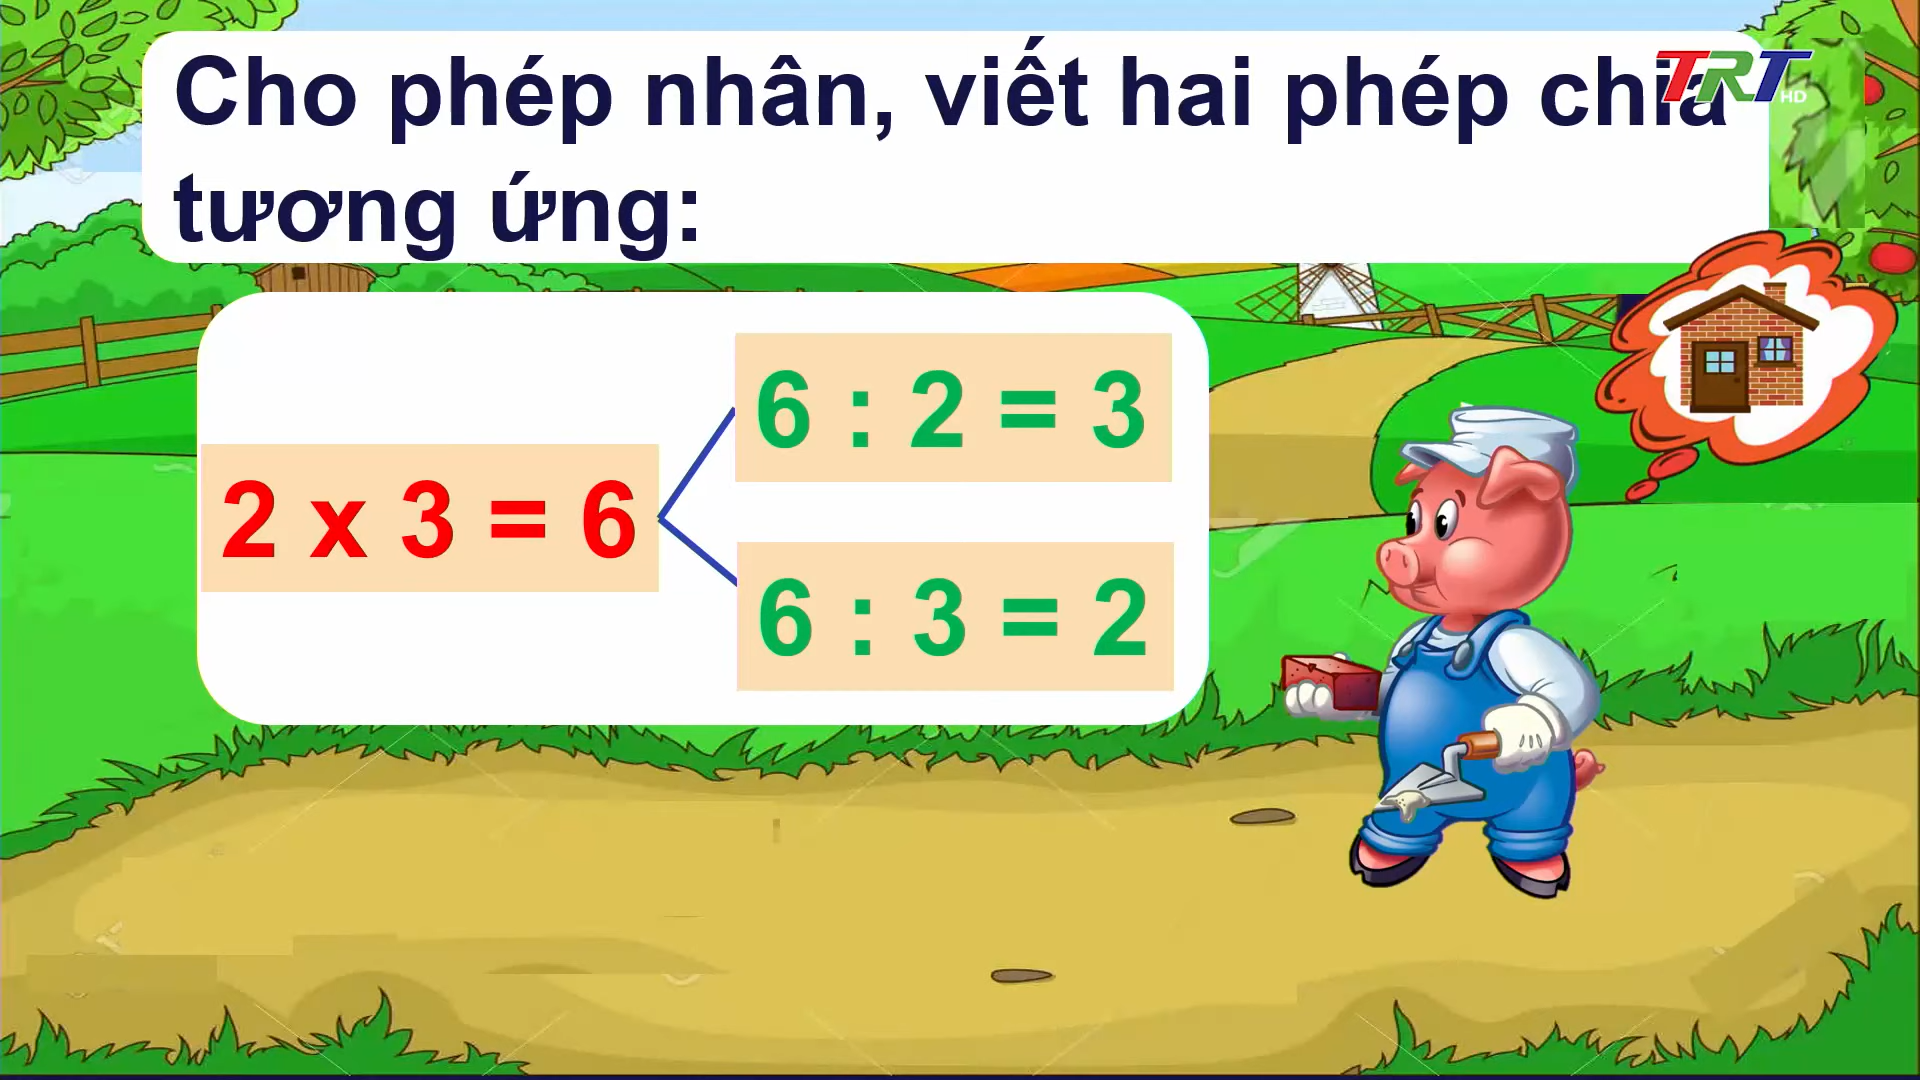 Cho phép nhân, viết hai phép chia
tương ứng:
TRT HD
6 : 2 = 3
2 x 3 = 6
6 : 3 = 2